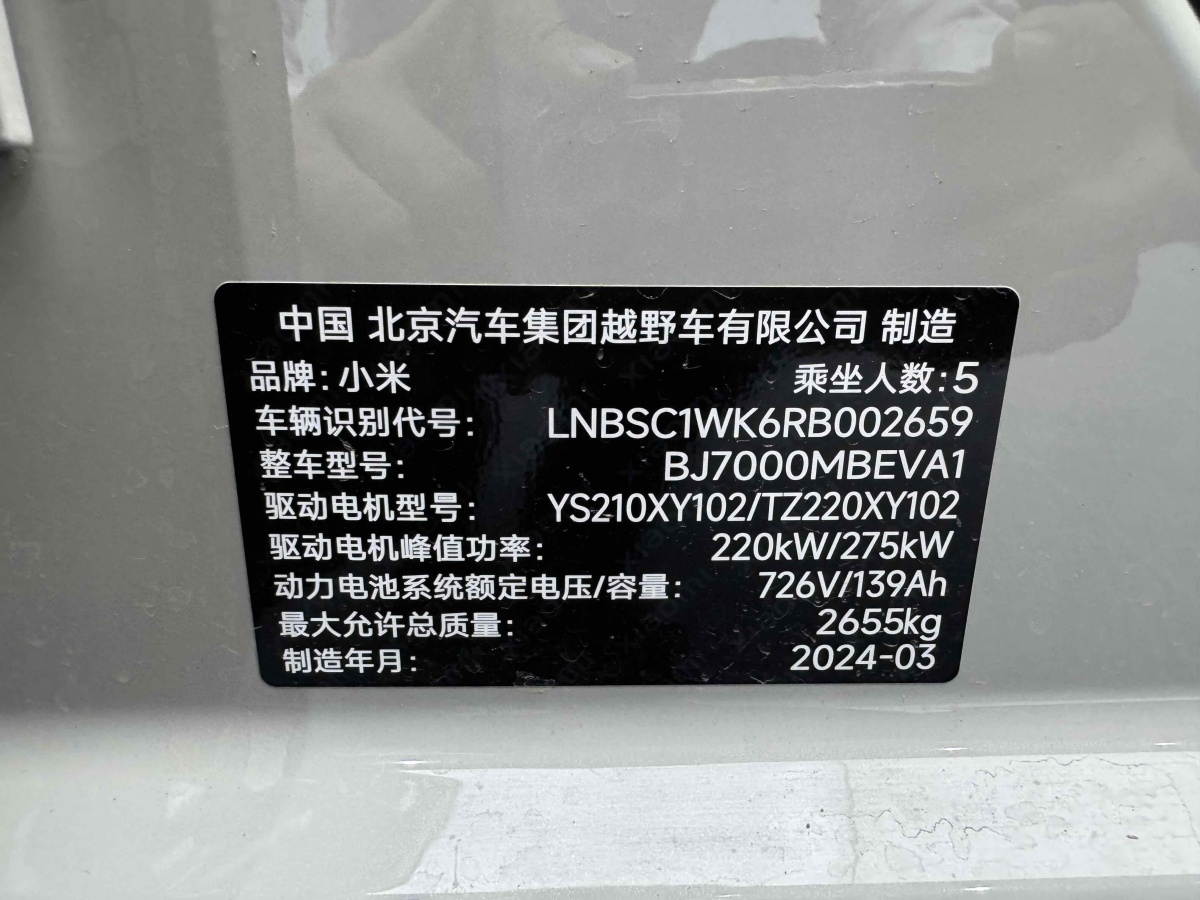 中国 北京汽车集团越野车有限公司 制造
品牌：小米 乘坐人数：5
车辆识别代号： LNBSC1WK6RB002659
整车型号： BJ7000MBEVA1
驱动电机型号： YS210XY102/TZ220XY102
驱动电机峰值功率： 220kW/275kW
动力电池系统额定电压/容量： 726V/139Ah
最大允许总质量： 2655kg
制造年月： 2024-03